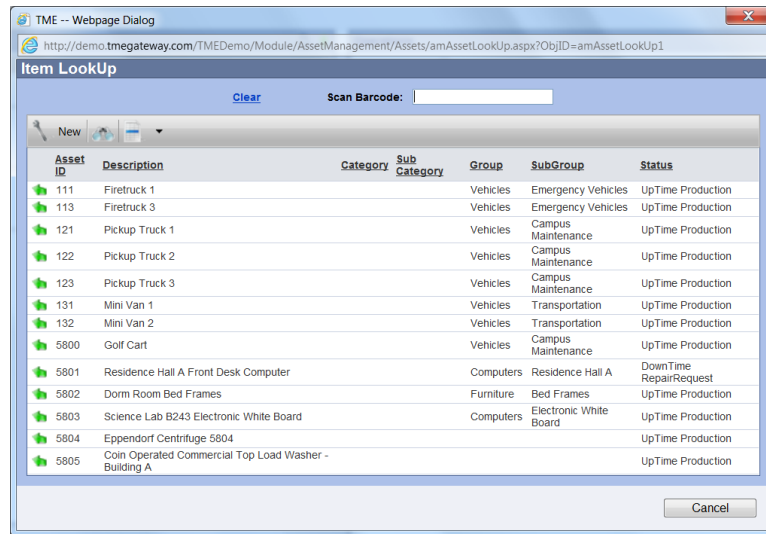 TME -- Webpage Dialog
http://demo.tmegateway.com/TMEDemo/Module/AssetManagement/Assets/amAssetLookUp.aspx?ObjID=amAssetLookUp1
Item LookUp
Clear Scan Barcode:
New
Asset ID Description Category Sub Category Group SubGroup Status
111 Firetruck 1 Vehicles Emergency Vehicles UpTime Production
113 Firetruck 3 Vehicles Emergency Vehicles UpTime Production
121 Pickup Truck 1 Vehicles Campus Maintenance UpTime Production
122 Pickup Truck 2 Vehicles Campus Maintenance UpTime Production
123 Pickup Truck 3 Vehicles Campus Maintenance UpTime Production
131 Mini Van 1 Vehicles Transportation UpTime Production
132 Mini Van 2 Vehicles Transportation UpTime Production
5800 Golf Cart Vehicles Campus Maintenance UpTime Production
5801 Residence Hall A Front Desk Computer Computers Residence Hall A DownTime RepairRequest
5802 Dorm Room Bed Frames Furniture Bed Frames UpTime Production
5803 Science Lab B243 Electronic White Board Computers Electronic White Board UpTime Production
5804 Eppendorf Centrifuge 5804 UpTime Production
5805 Coin Operated Commercial Top Load Washer - Building A UpTime Production
Cancel